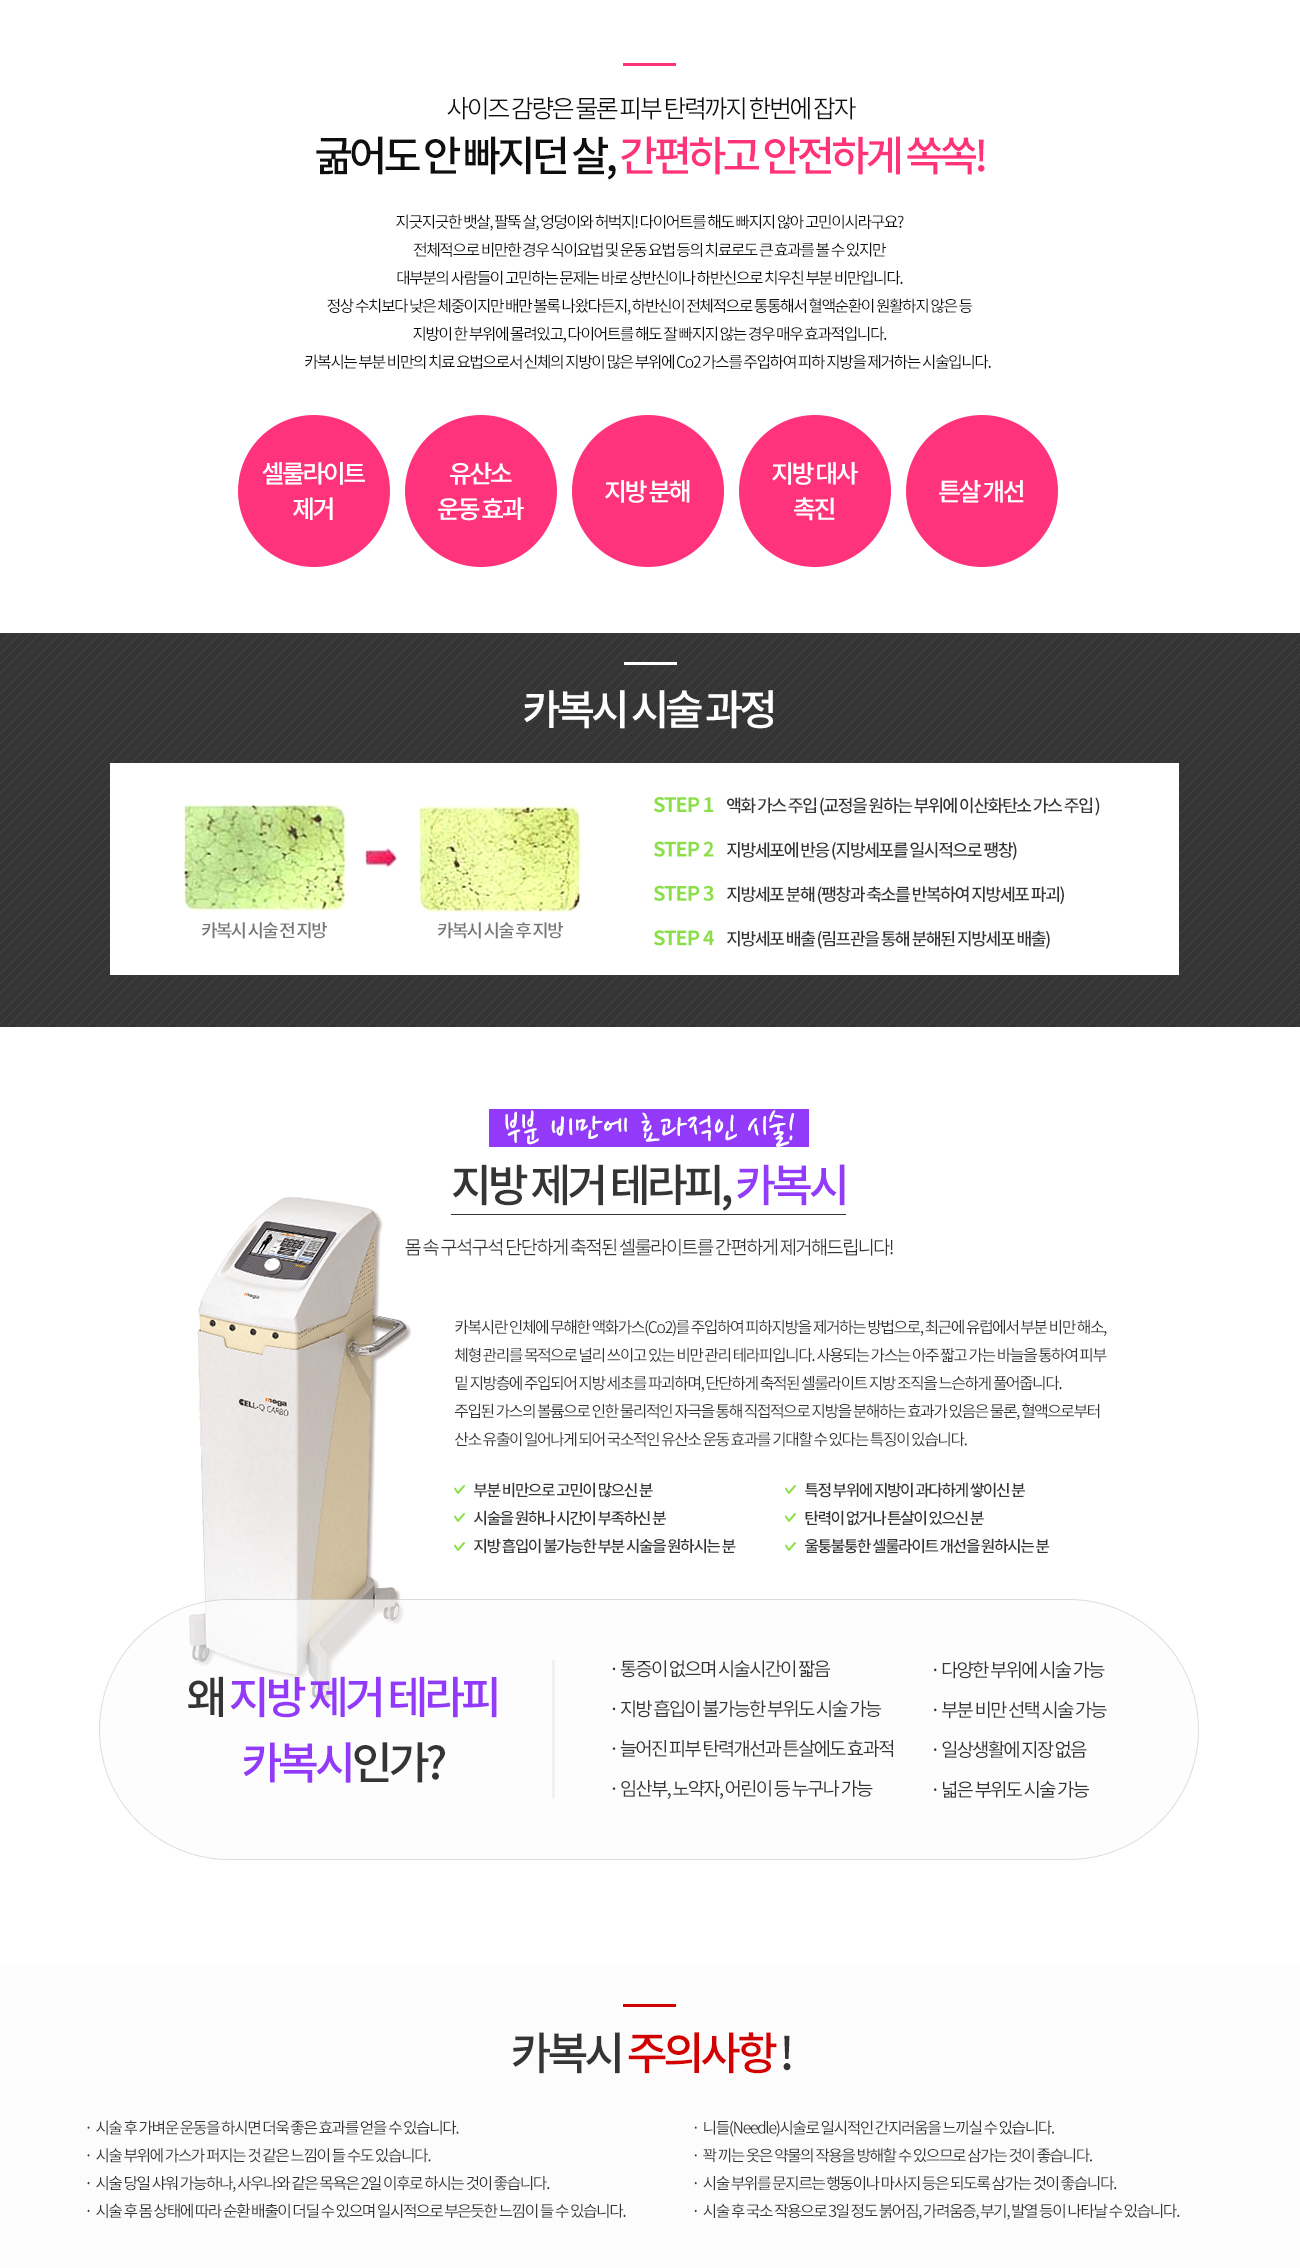 사이즈 감량은 물론 피부 탄력까지 한번에 잡자
굶어도 안 빠지던 살, 간편하고 안전하게 쏙쏙!
지긋지긋한 뱃살, 팔뚝 살, 엉덩이와 허벅지! 다이어트를 해도 빠지지 않아 고민이시라구요?
전체적으로 비만한 경우 식이요법 및 운동 요법 등의 치료로도 큰 효과를 볼 수 있지만
대부분의 사람들이 고민하는 문제는 바로 상반신이나 하반신으로 치우친 부분 비만입니다.
정상 수치보다 낮은 체중이지만 배만 볼록 나왔다든지, 하반신이 전체적으로 통통해서 혈액순환이 원활하지 않은 등
지방이 한 부위에 몰려있고, 다이어트를 해도 잘 빠지지 않는 경우 매우 효과적입니다.
카복시는 부분 비만의 치료 요법으로서 신체의 지방이 많은 부위에 Co2 가스를 주입하여 피하 지방을 제거하는 시술입니다.
셀룰라이트
제거
유산소
운동 효과
지방 분해
지방 대사
촉진
튼살 개선
카복시 시술 과정
카복시 시술 전 지방
카복시 시술 후 지방
STEP 1 액화 가스 주입 (교정을 원하는 부위에 이산화탄소 가스 주입 )
STEP 2 지방세포에 반응 (지방세포를 일시적으로 팽창)
STEP 3 지방세포 분해 (팽창과 축소를 반복하여 지방세포 파괴)
STEP 4 지방세포 배출 (림프관을 통해 분해된 지방세포 배출)
부분 비만에 효과적인 시술!
지방 제거 테라피, 카복시
몸 속 구석구석 단단하게 축적된 셀룰라이트를 간편하게 제거해드립니다!
mega
mega
CELL-Q CARBO
카복시란 인체에 무해한 액화가스(Co2)를 주입하여 피하지방을 제거하는 방법으로, 최근에 유럽에서 부분 비만 해소,
체형 관리를 목적으로 널리 쓰이고 있는 비만 관리 테라피입니다. 사용되는 가스는 아주 짧고 가는 바늘을 통하여 피부
밑 지방층에 주입되어 지방 세초를 파괴하며, 단단하게 축적된 셀룰라이트 지방 조직을 느슨하게 풀어줍니다.
주입된 가스의 볼륨으로 인한 물리적인 자극을 통해 직접적으로 지방을 분해하는 효과가 있음은 물론, 혈액으로부터
산소 유출이 일어나게 되어 국소적인 유산소 운동 효과를 기대할 수 있다는 특징이 있습니다.
부분 비만으로 고민이 많으신 분
시술을 원하나 시간이 부족하신 분
지방 흡입이 불가능한 부분 시술을 원하시는 분
특정 부위에 지방이 과다하게 쌓이신 분
탄력이 없거나 튼살이 있으신 분
울퉁불퉁한 셀룰라이트 개선을 원하시는 분
왜 지방 제거 테라피
카복시인가?
· 통증이 없으며 시술시간이 짧음
· 지방 흡입이 불가능한 부위도 시술 가능
· 늘어진 피부 탄력개선과 튼살에도 효과적
· 임산부, 노약자, 어린이 등 누구나 가능
· 다양한 부위에 시술 가능
· 부분 비만 선택 시술 가능
· 일상생활에 지장 없음
· 넓은 부위도 시술 가능
카복시 주의사항 !
· 시술 후 가벼운 운동을 하시면 더욱 좋은 효과를 얻을 수 있습니다.
· 시술 부위에 가스가 퍼지는 것 같은 느낌이 들 수도 있습니다.
· 시술 당일 샤워 가능하나, 사우나와 같은 목욕은 2일 이후로 하시는 것이 좋습니다.
· 시술 후 몸 상태에 따라 순환 배출이 더딜 수 있으며 일시적으로 부은듯한 느낌이 들 수 있습니다.
· 니들(Needle)시술로 일시적인 간지러움을 느끼실 수 있습니다.
· 꽉 끼는 옷은 약물의 작용을 방해할 수 있으므로 삼가는 것이 좋습니다.
· 시술 부위를 문지르는 행동이나 마사지 등은 되도록 삼가는 것이 좋습니다.
· 시술 후 국소 작용으로 3일 정도 붉어짐, 가려움증, 부기, 발열 등이 나타날 수 있습니다.